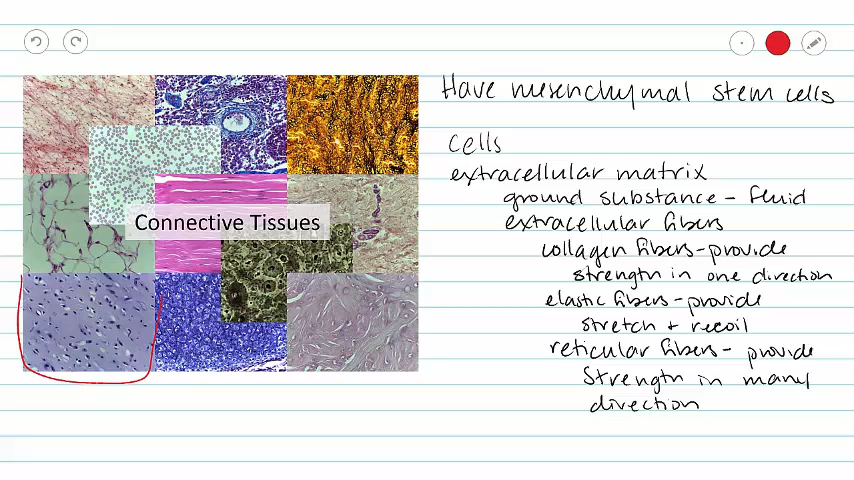 Connective Tissues
Have mesenchymal stem cells
cells
extracellular matrix
ground substance - fluid
extracellular fibers
collagen fibers - provide
strength in one direction
elastic fibers - provide
stretch + recoil
reticular fibers - provide
strength in many
direction